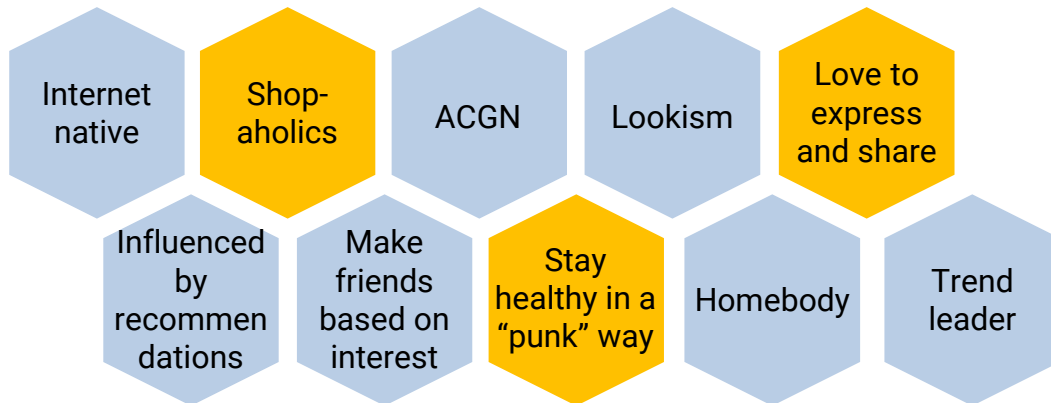 Internet
native
Shop-
aholics
ACGN
Lookism
Love to
express
and share
Influenced
by
recommen
dations
Make
friends
based on
interest
Stay
healthy in a
“punk” way
Homebody
Trend
leader